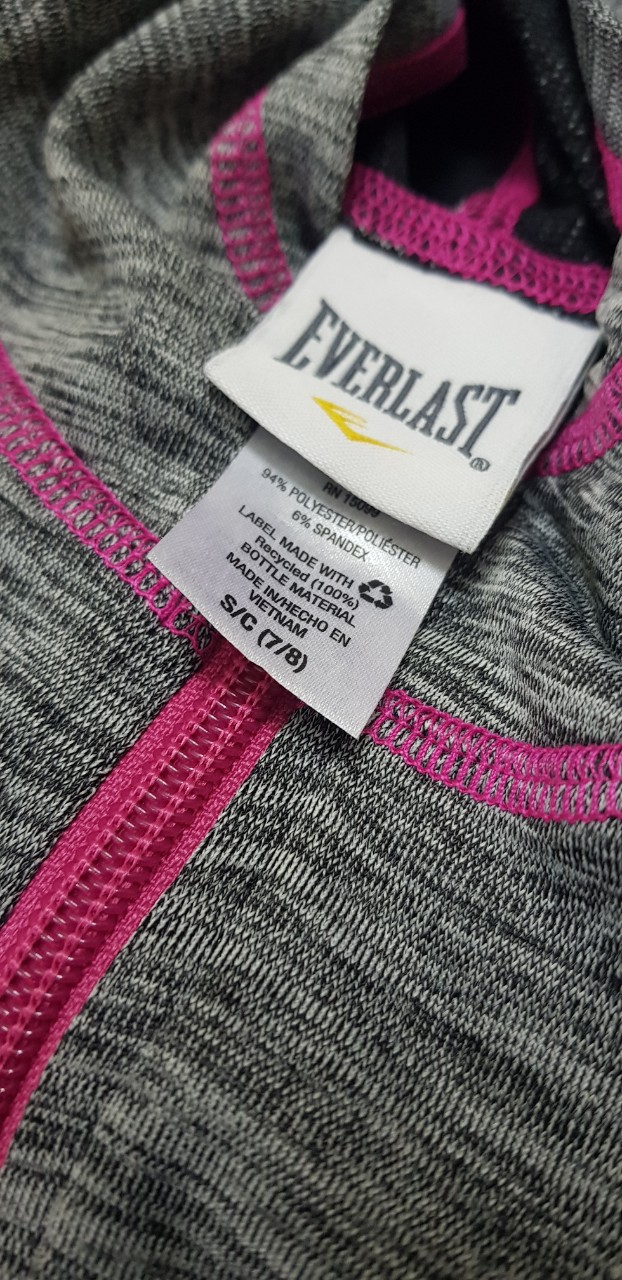 EVERLAST®
RN
94% POLYESTER/POLIÉSTER
6% SPANDEX
LABEL MADE WITH
Recycled (100%)
BOTTLE MATERIAL
MADE IN/HECHO EN
VIETNAM
S/C (7/8)